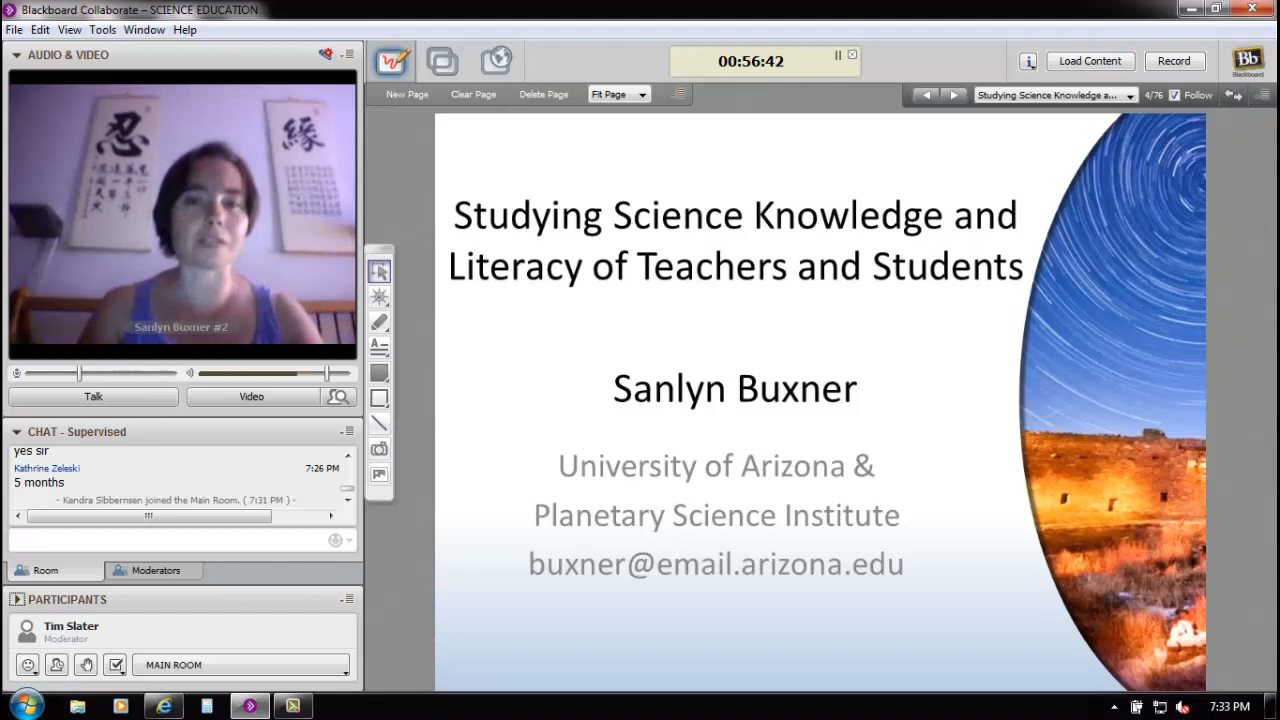 Blackboard Collaborate – SCIENCE EDUCATION
File Edit View Tools Window Help
AUDIO & VIDEO
忍
緣
Sanlyn Buxner #2
Talk
Video
CHAT - Supervised
yes sir
Kathrine Zeleski 7:26 PM
5 months
- Kendra Sibbernsen joined the Main Room. ( 7:31 PM ) -
Room
Moderators
PARTICIPANTS
Tim Slater
Moderator
MAIN ROOM
00:56:42
Load Content
Record
Bb
Blackboard
New Page Clear Page Delete Page Fit Page
Studying Science Knowledge a... 4/76 Follow
Studying Science Knowledge and
Literacy of Teachers and Students
Sanlyn Buxner
University of Arizona &
Planetary Science Institute
buxner@email.arizona.edu
7:33 PM